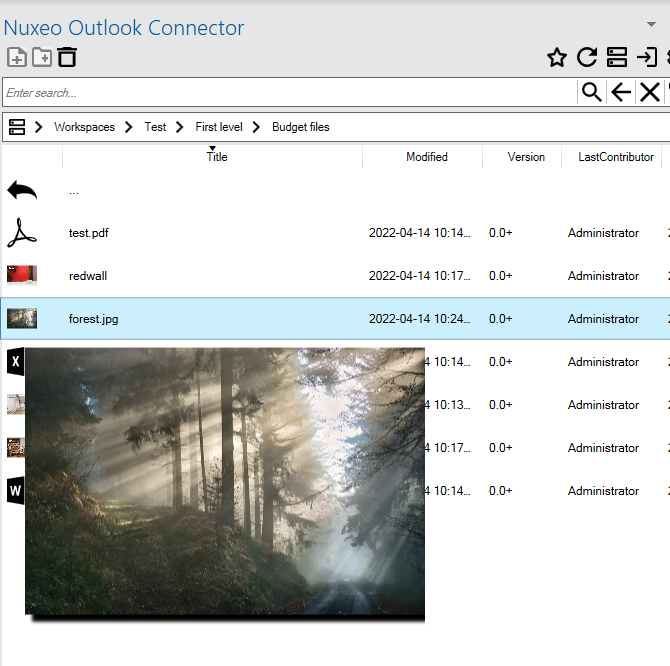 Nuxeo Outlook Connector
Enter search...
Workspaces Test First level Budget files
Title Modified Version LastContributor
...
test.pdf 2022-04-14 10:14... 0.0+ Administrator
redwall 2022-04-14 10:17... 0.0+ Administrator
forest.jpg 2022-04-14 10:24... 0.0+ Administrator
X 4 10:14... 0.0+ Administrator
4 10:13... 0.0+ Administrator
4 10:17... 0.0+ Administrator
W 4 10:14... 0.0+ Administrator